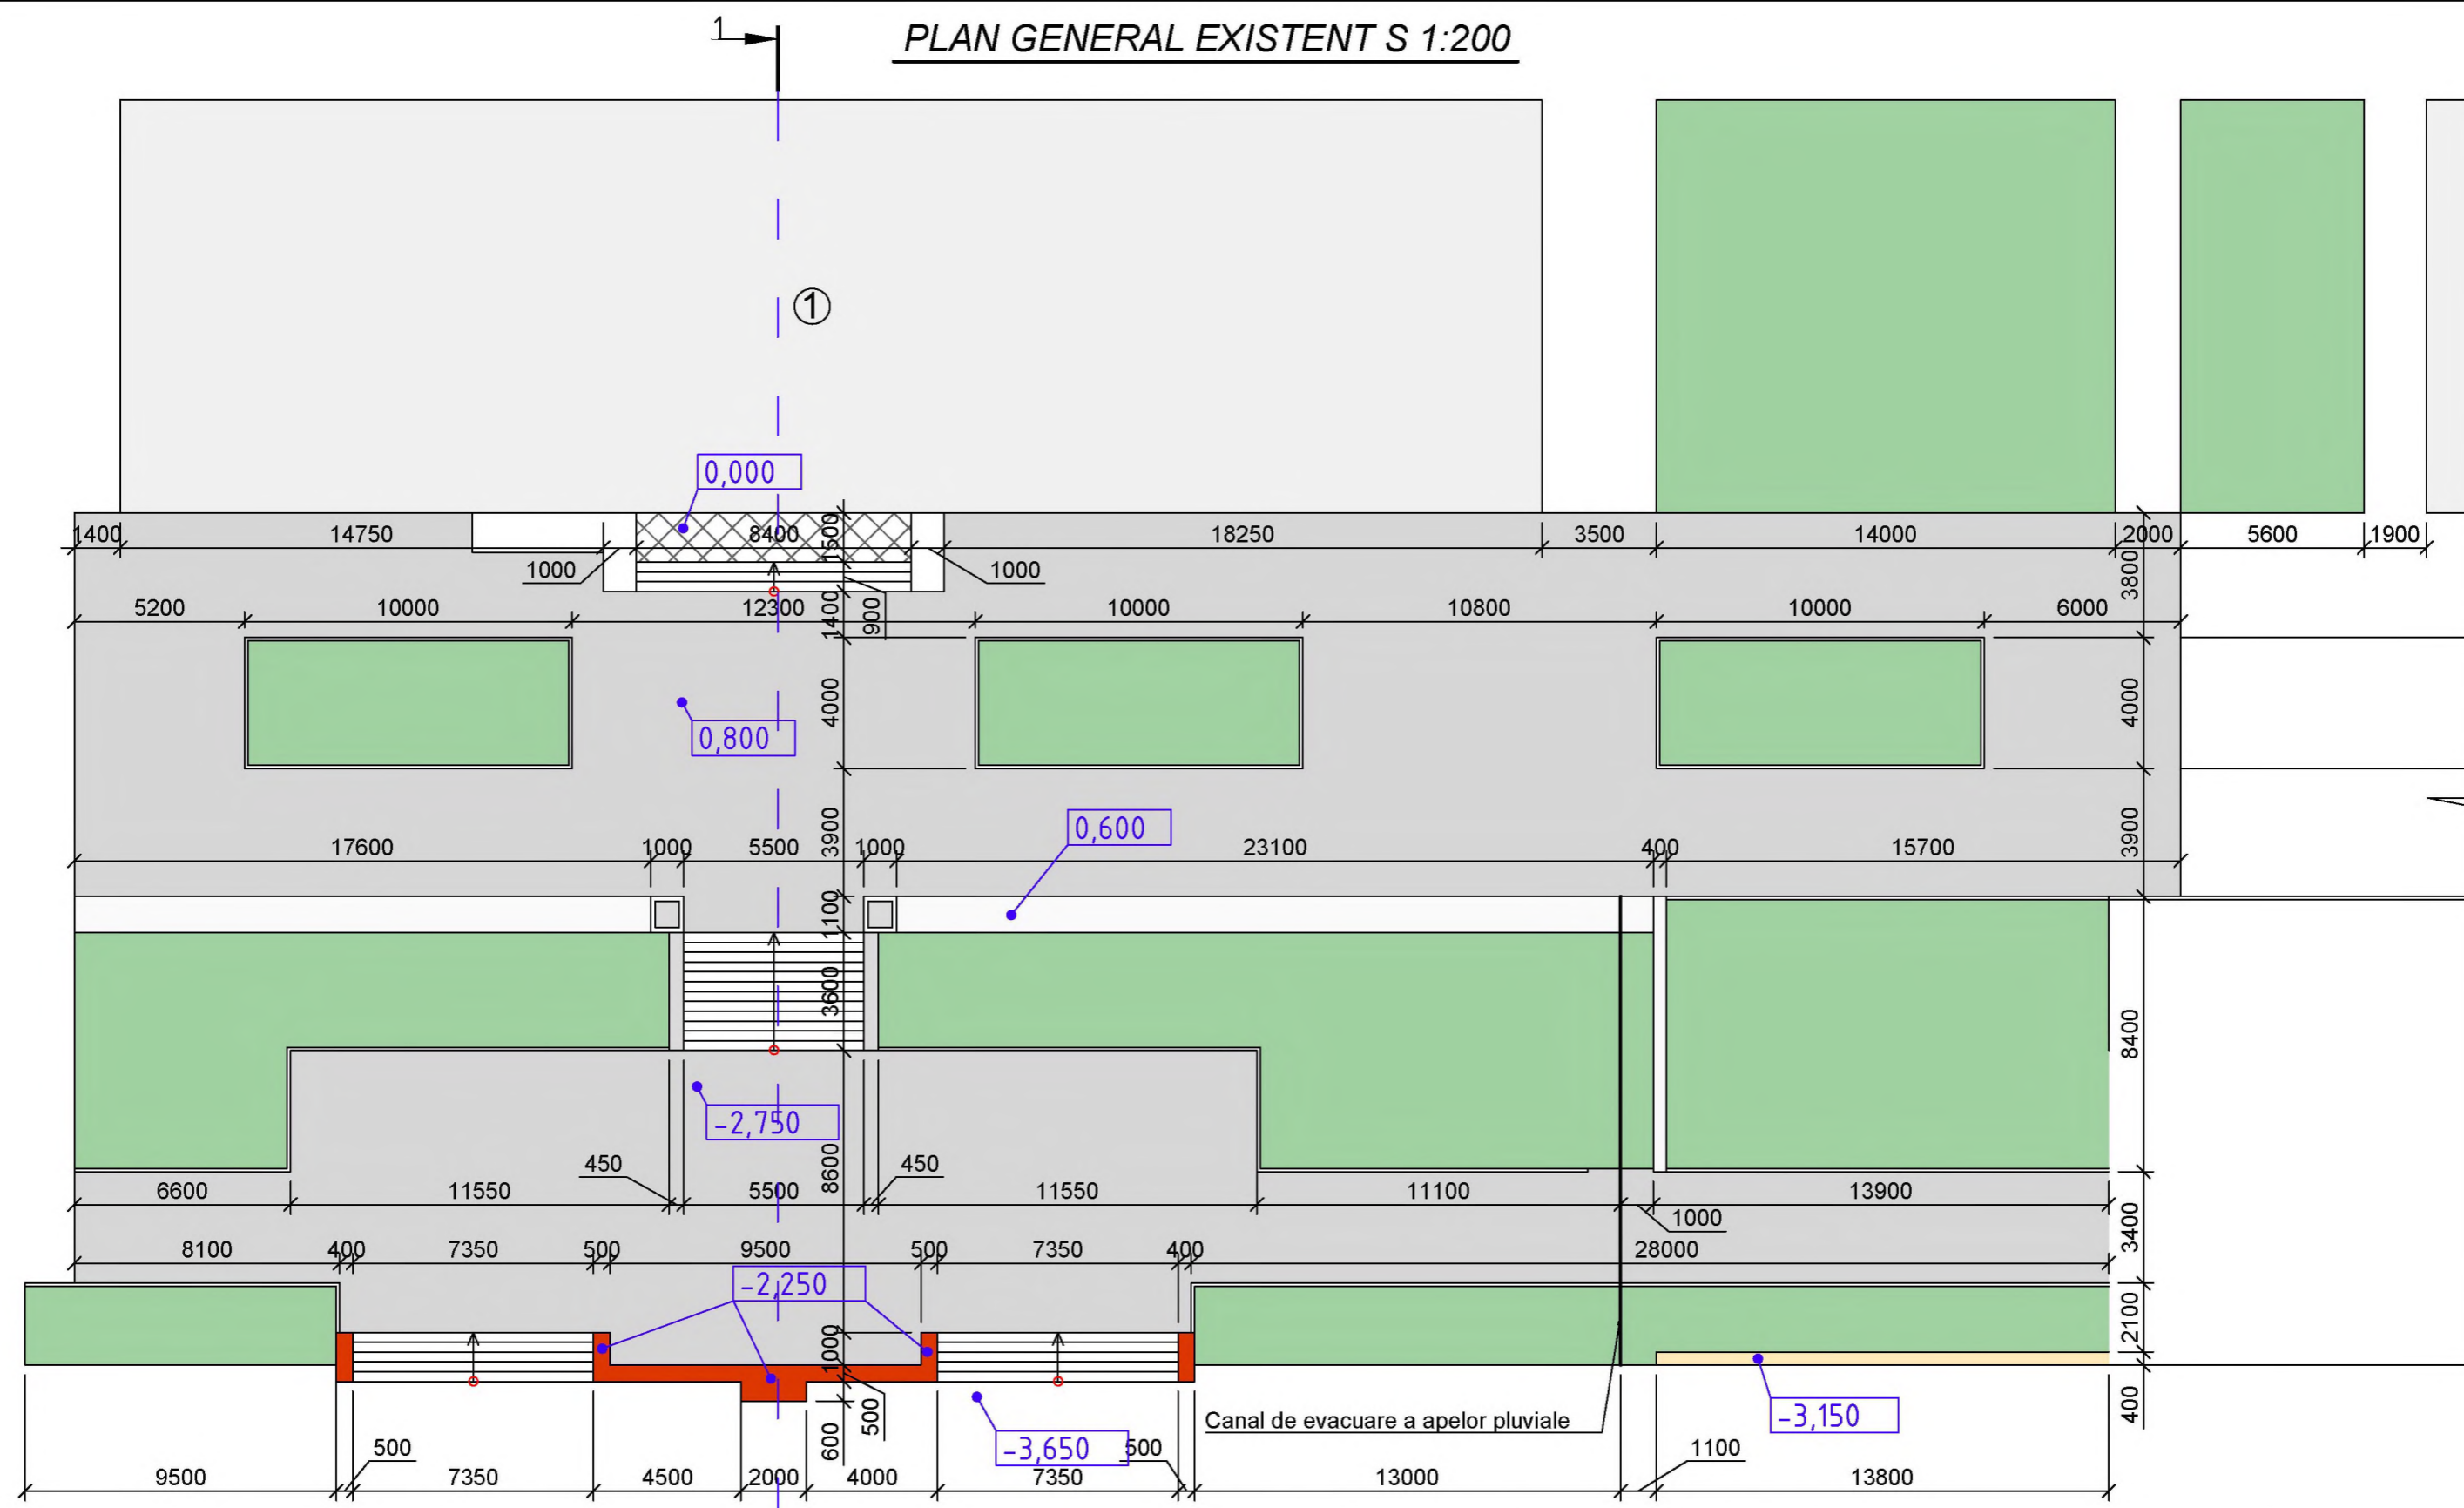 1
PLAN GENERAL EXISTENT S 1:200
1
0,000
1400 14750 8400 1500 18250 3500 14000 2000 5600 1900
1000 1000 3800
5200 10000 12300 1400 900 10000 10800 10000 6000
4000 4000
0,800
0,600
17600 1000 5500 3900 1000 23100 400 15700 3900
1100
3600
8400
-2,750
450 8600 450
6600 11550 5500 11550 11100 13900
1000
3400
8100 400 7350 500 9500 500 7350 400 28000
-2,250
1000 2100
500 600
Canal de evacuare a apelor pluviale
-3,150
400
500 -3,650 500 1100
9500 7350 4500 2000 4000 7350 13000 13800